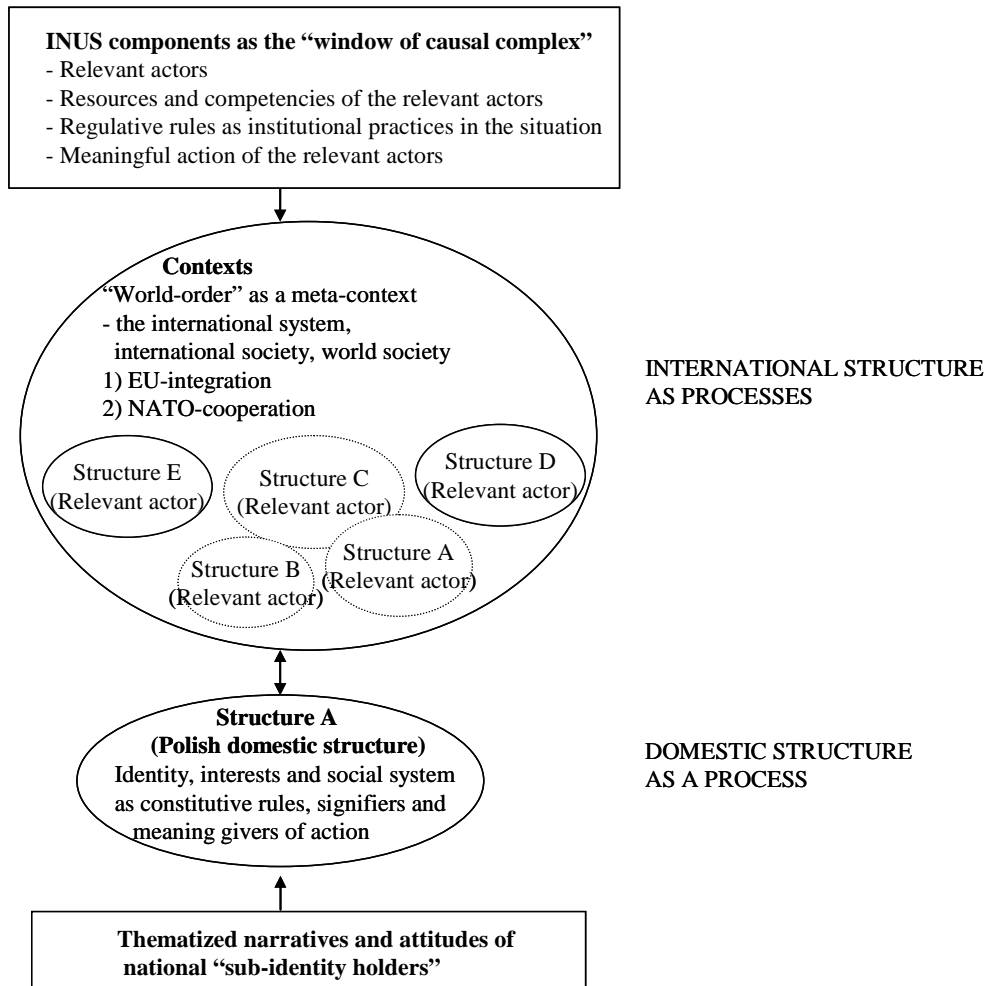 INUS components as the “window of causal complex”
- Relevant actors
- Resources and competencies of the relevant actors
- Regulative rules as institutional practices in the situation
- Meaningful action of the relevant actors
Contexts
“World-order” as a meta-context
- the international system,
international society, world society
1) EU-integration
2) NATO-cooperation
INTERNATIONAL STRUCTURE
AS PROCESSES
Structure E
(Relevant actor)
Structure C
(Relevant actor)
Structure D
(Relevant actor)
Structure B
(Relevant actor)
Structure A
(Relevant actor)
Structure A
(Polish domestic structure)
Identity, interests and social system
as constitutive rules, signifiers and
meaning givers of action
DOMESTIC STRUCTURE
AS A PROCESS
Thematized narratives and attitudes of
national “sub-identity holders”